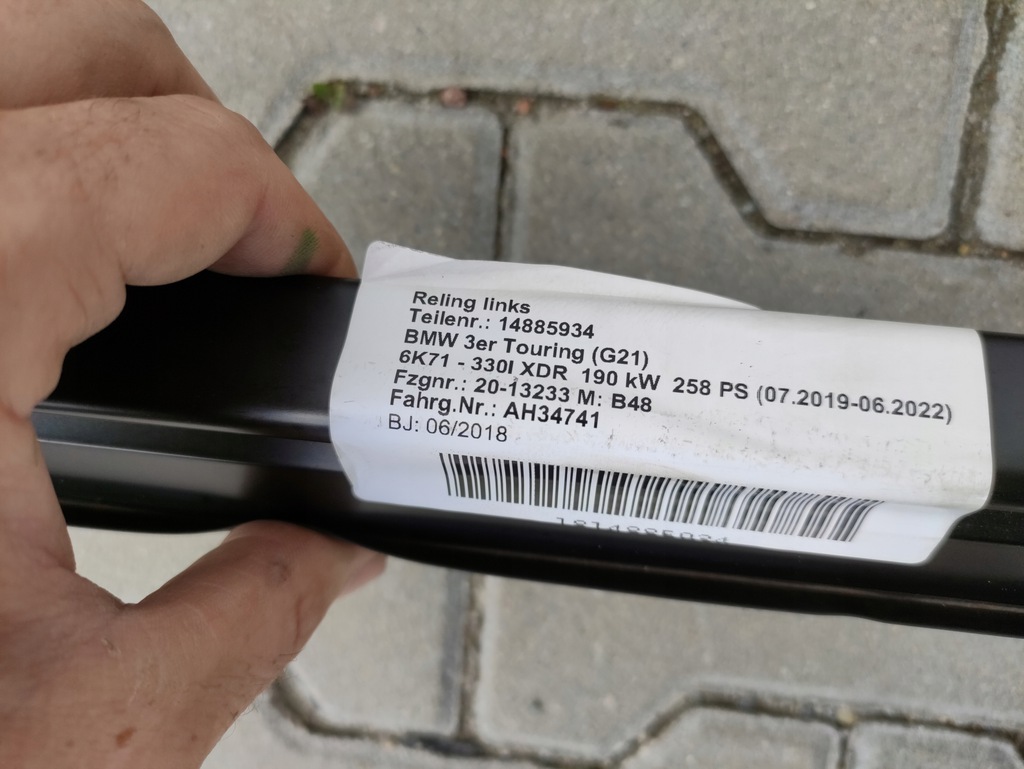 Reling links
Teilenr.: 14885934
BMW 3er Touring (G21)
6K71 - 330I XDR 190 kW 258 PS (07.2019-06.2022)
Fzgnr.: 20-13233 M: B48
Fahrg.Nr.: AH34741
BJ: 06/2018
1814885934